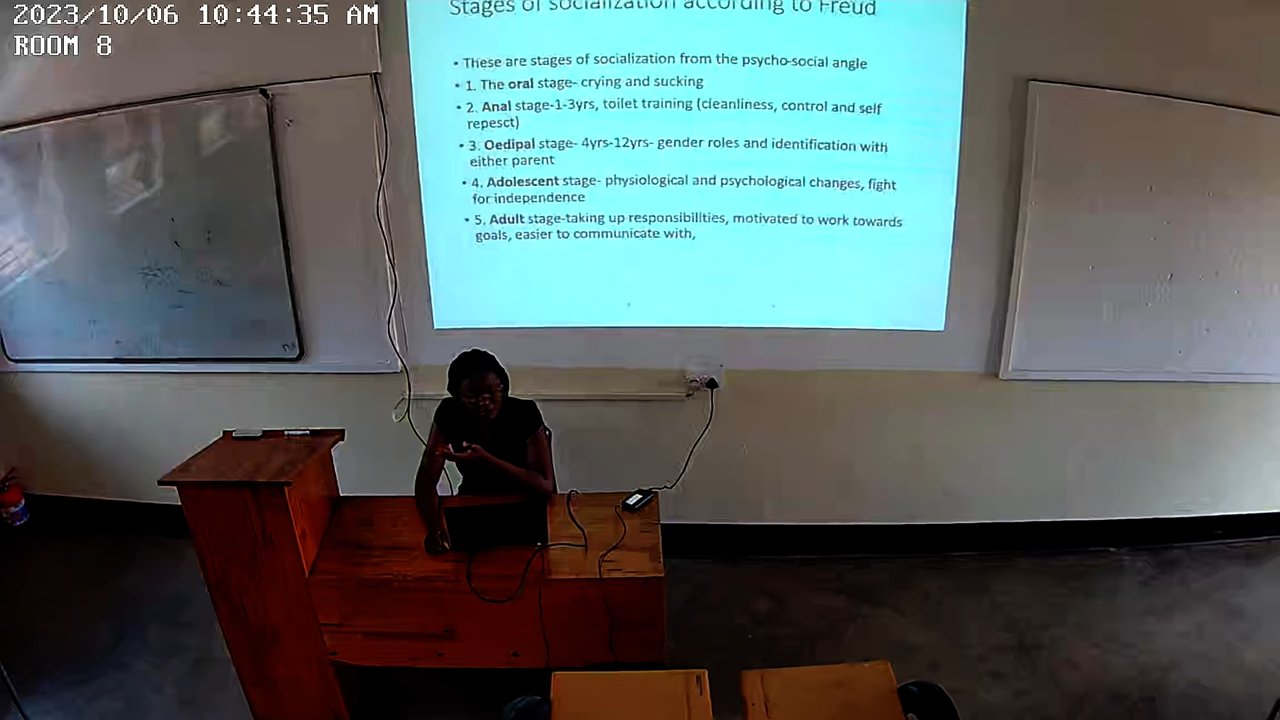 2023/10/06 10:44:35 AM
ROOM 8
Stages of socialization according to Freud
• These are stages of socialization from the psycho-social angle
• 1. The oral stage- crying and sucking
• 2. Anal stage-1-3yrs, toilet training (cleanliness, control and self
repesct)
• 3. Oedipal stage- 4yrs-12yrs- gender roles and identification with
either parent
• 4. Adolescent stage- physiological and psychological changes, fight
for independence
• 5. Adult stage-taking up responsibilities, motivated to work towards
goals, easier to communicate with,